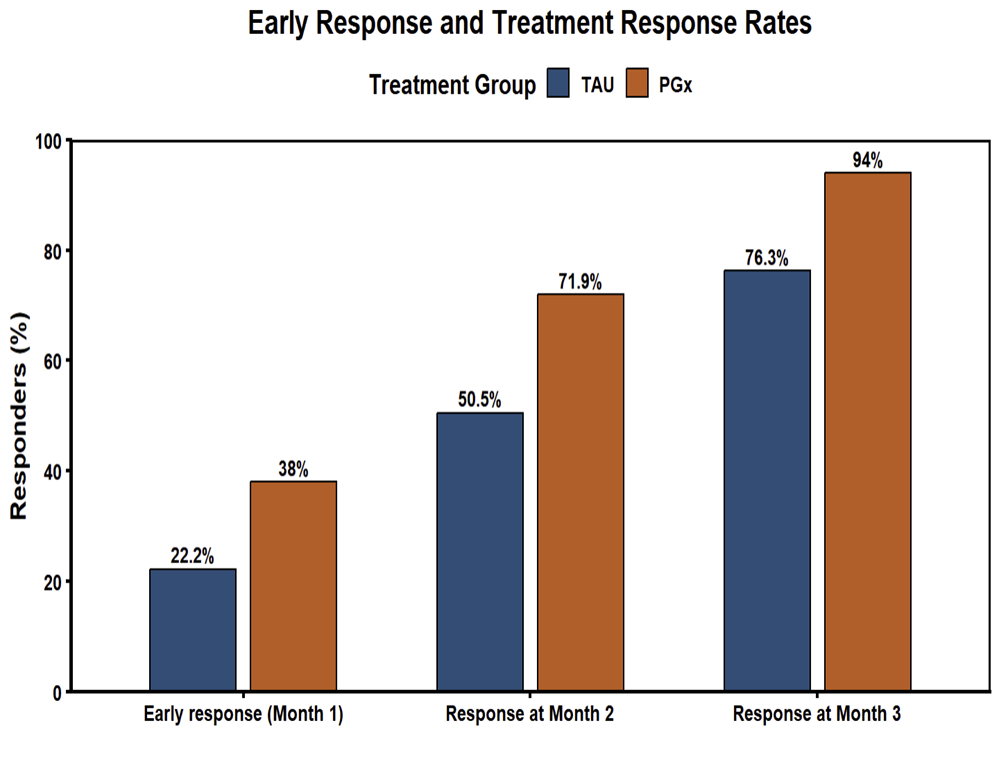 Early Response and Treatment Response Rates
Treatment Group TAU PGx
Responders (%)
100
80
60
40
20
0
22.2%
38%
50.5%
71.9%
76.3%
94%
Early response (Month 1)
Response at Month 2
Response at Month 3